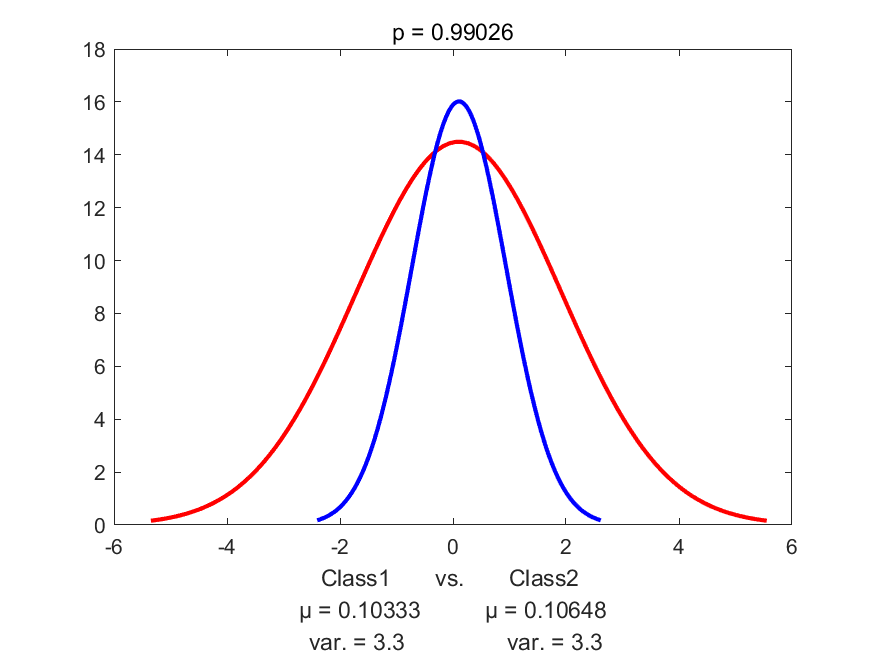 p = 0.99026
18
16
14
12
10
8
6
4
2
0
-6 -4 -2 0 2 4 6
Class1 vs. Class2
μ = 0.10333 μ = 0.10648
var. = 3.3 var. = 3.3